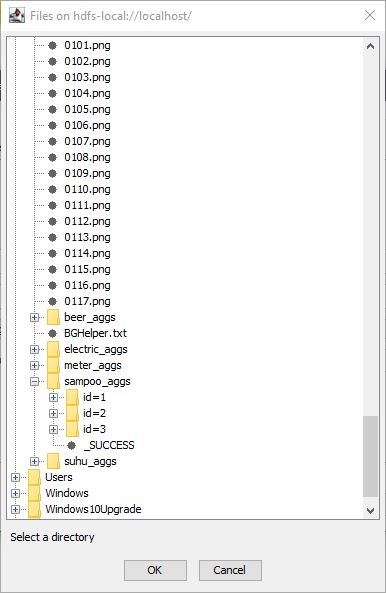 Files on hdfs-local://localhost/
0101.png
0102.png
0103.png
0104.png
0105.png
0106.png
0107.png
0108.png
0109.png
0110.png
0111.png
0112.png
0113.png
0114.png
0115.png
0116.png
0117.png
beer_aggs
BGHelper.txt
electric_aggs
meter_aggs
sampoo_aggs
id=1
id=2
id=3
_SUCCESS
suhu_aggs
Users
Windows
Windows10Upgrade
Select a directory
OK Cancel